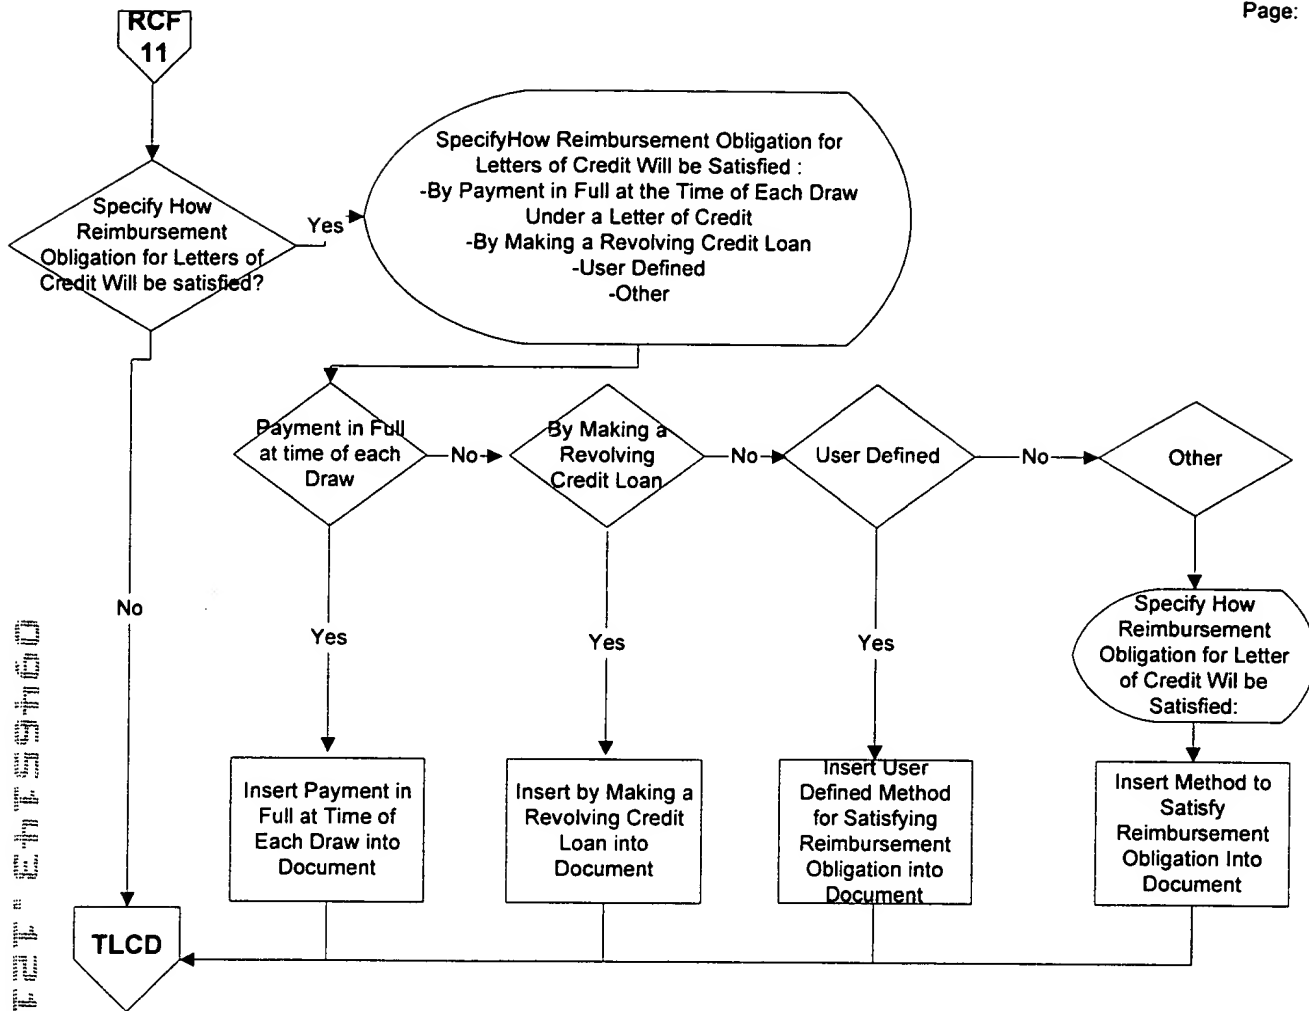 Page:
RCF
11
Specify How
Reimbursement
Obligation for Letters of
Credit Will be satisfied?
Yes
SpecifyHow Reimbursement Obligation for
Letters of Credit Will be Satisfied :
-By Payment in Full at the Time of Each Draw
Under a Letter of Credit
-By Making a Revolving Credit Loan
-User Defined
-Other
Payment in Full
at time of each
Draw
No
By Making a
Revolving
Credit Loan
No
User Defined
No
Other
No
Yes
Yes
Yes
Specify How
Reimbursement
Obligation for Letter
of Credit Wil be
Satisfied:
Insert Payment in
Full at Time of
Each Draw into
Document
Insert by Making a
Revolving Credit
Loan into
Document
Insert User
Defined Method
for Satisfying
Reimbursement
Obligation into
Document
Insert Method to
Satisfy
Reimbursement
Obligation Into
Document
TLCD